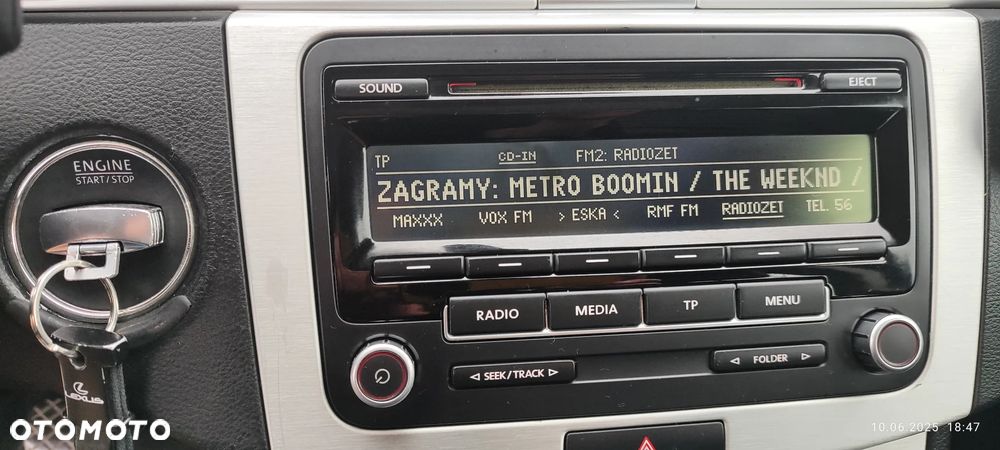 SOUND
EJECT
ENGINE
START/STOP
TP CD-IN FM2: RADIOZET
ZAGRAMY: METRO BOOMIN / THE WEEKND /
MAXXX VOX FM > ESKA < RMF FM RADIOZET TEL. 56
RADIO MEDIA TP MENU
◁ SEEK/TRACK ▷
◁ FOLDER ▷
LEXUS
OTOMOTO
10.06.2025 18:47